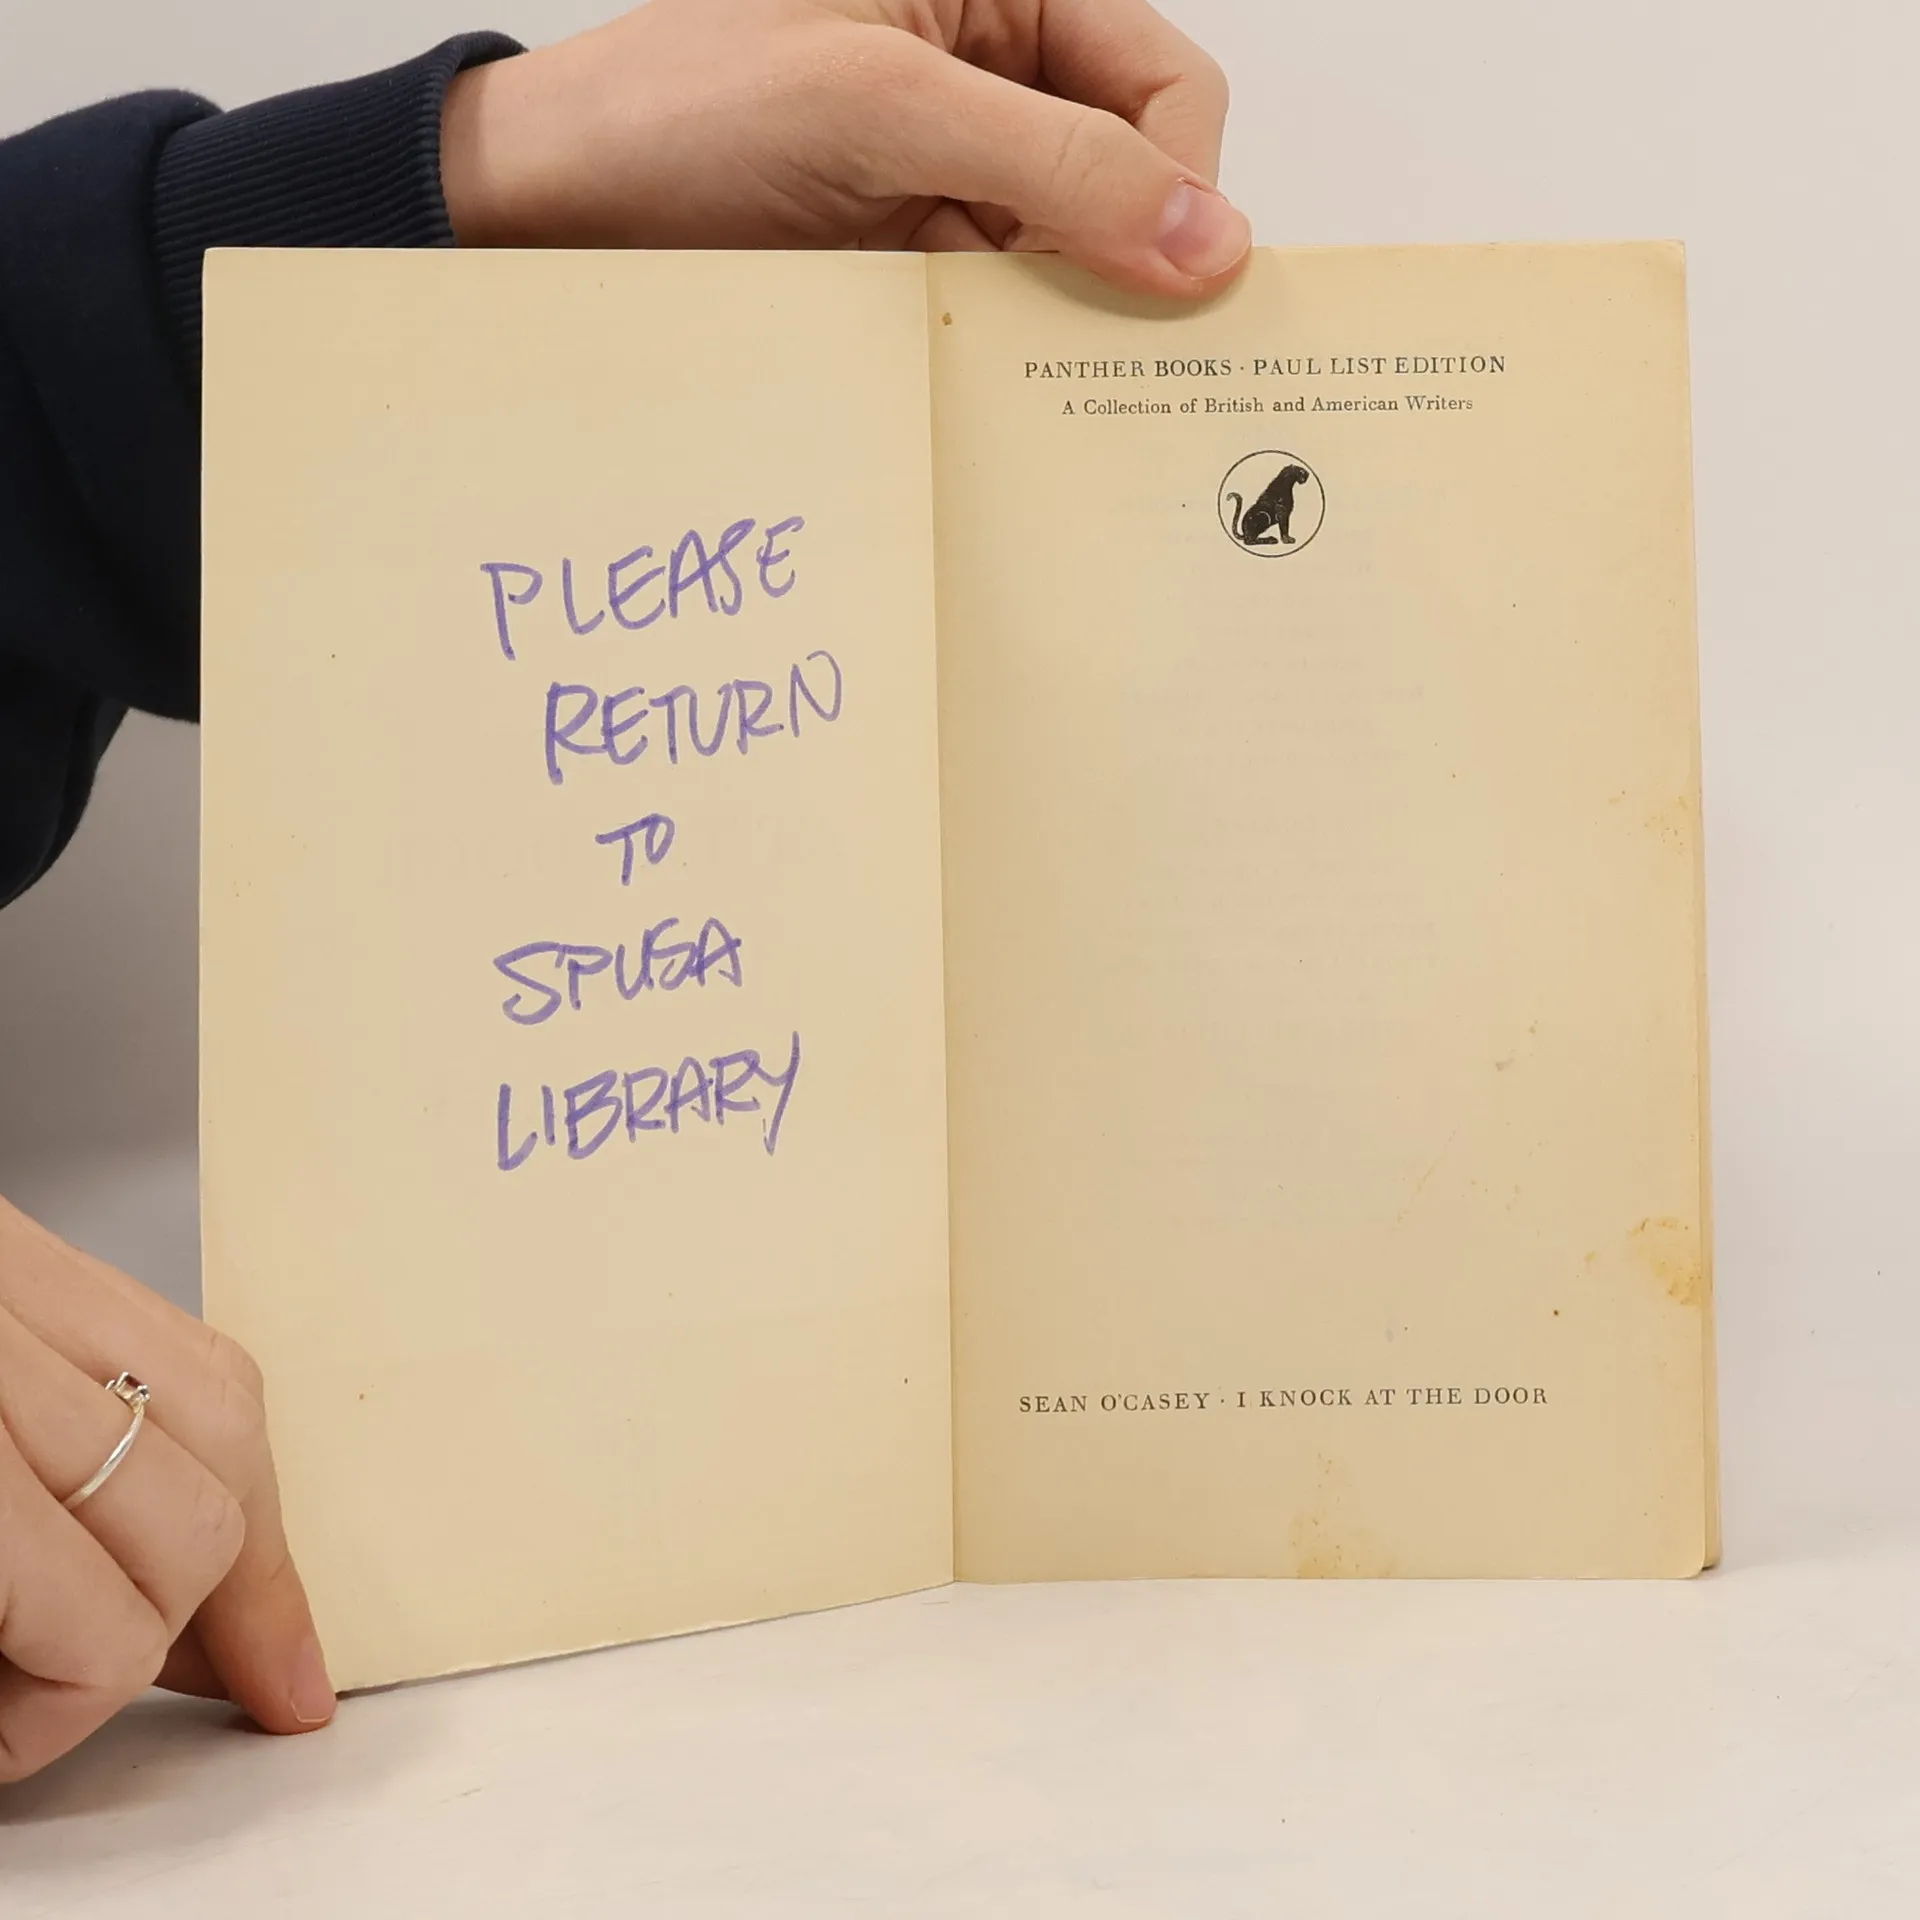 PLEASE
RETURN
TO
SPUSA
LIBRARY
PANTHER BOOKS · PAUL LIST EDITION
A Collection of British and American Writers
SEAN O'CASEY · I KNOCK AT THE DOOR